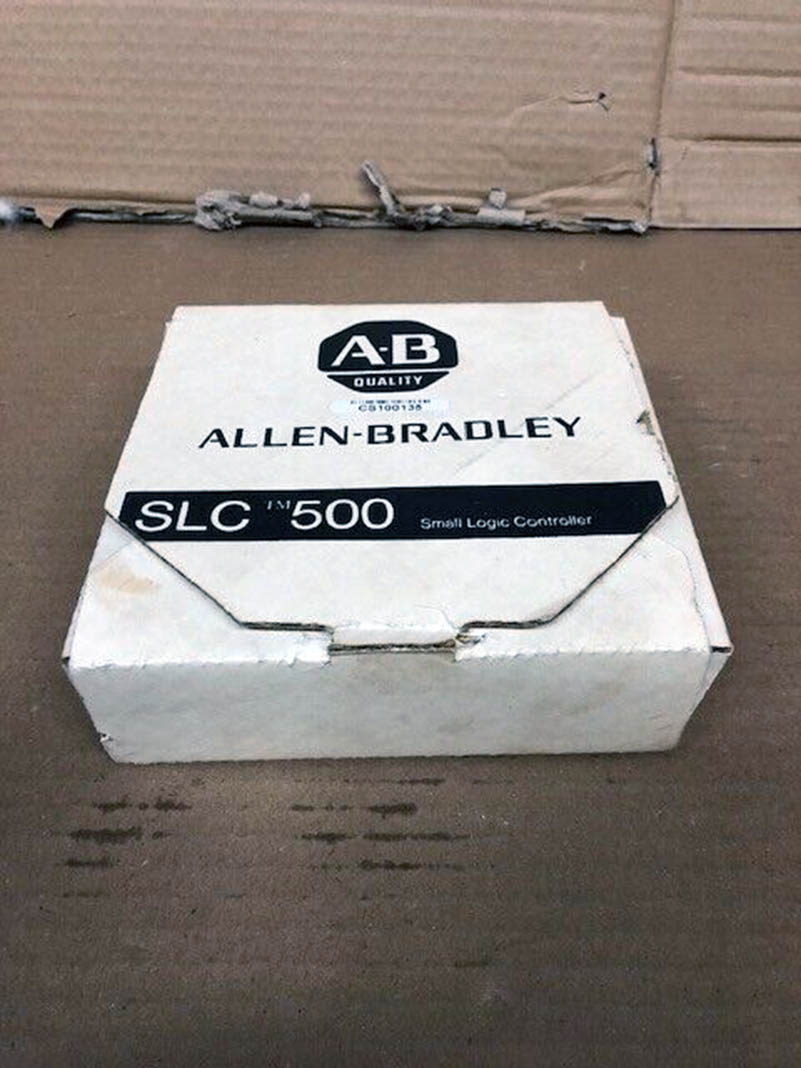 A-B
QUALITY
CS100135
ALLEN-BRADLEY
SLC ™ 500 Small Logic Controller